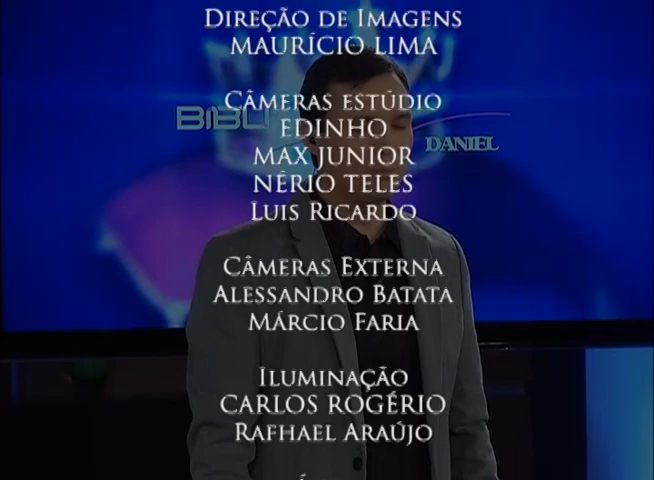 Direção de Imagens
MAURÍCIO LIMA
Câmeras estúdio
EDINHO
MAX JUNIOR
NÉRIO TELES
Luis Ricardo
Câmeras Externa
Alessandro Batata
Márcio Faria
Iluminação
CARLOS ROGÉRIO
Rafhael Araújo
DANIEL